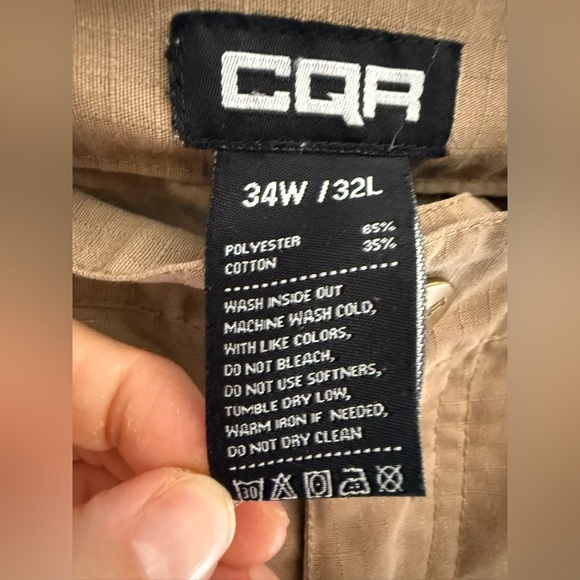 CQR
34W / 32L
POLYESTER 65%
COTTON 35%
WASH INSIDE OUT
MACHINE WASH COLD,
WITH LIKE COLORS,
DO NOT BLEACH,
DO NOT USE SOFTNERS,
TUMBLE DRY LOW,
WARM IRON IF NEEDED,
DO NOT DRY CLEAN
30